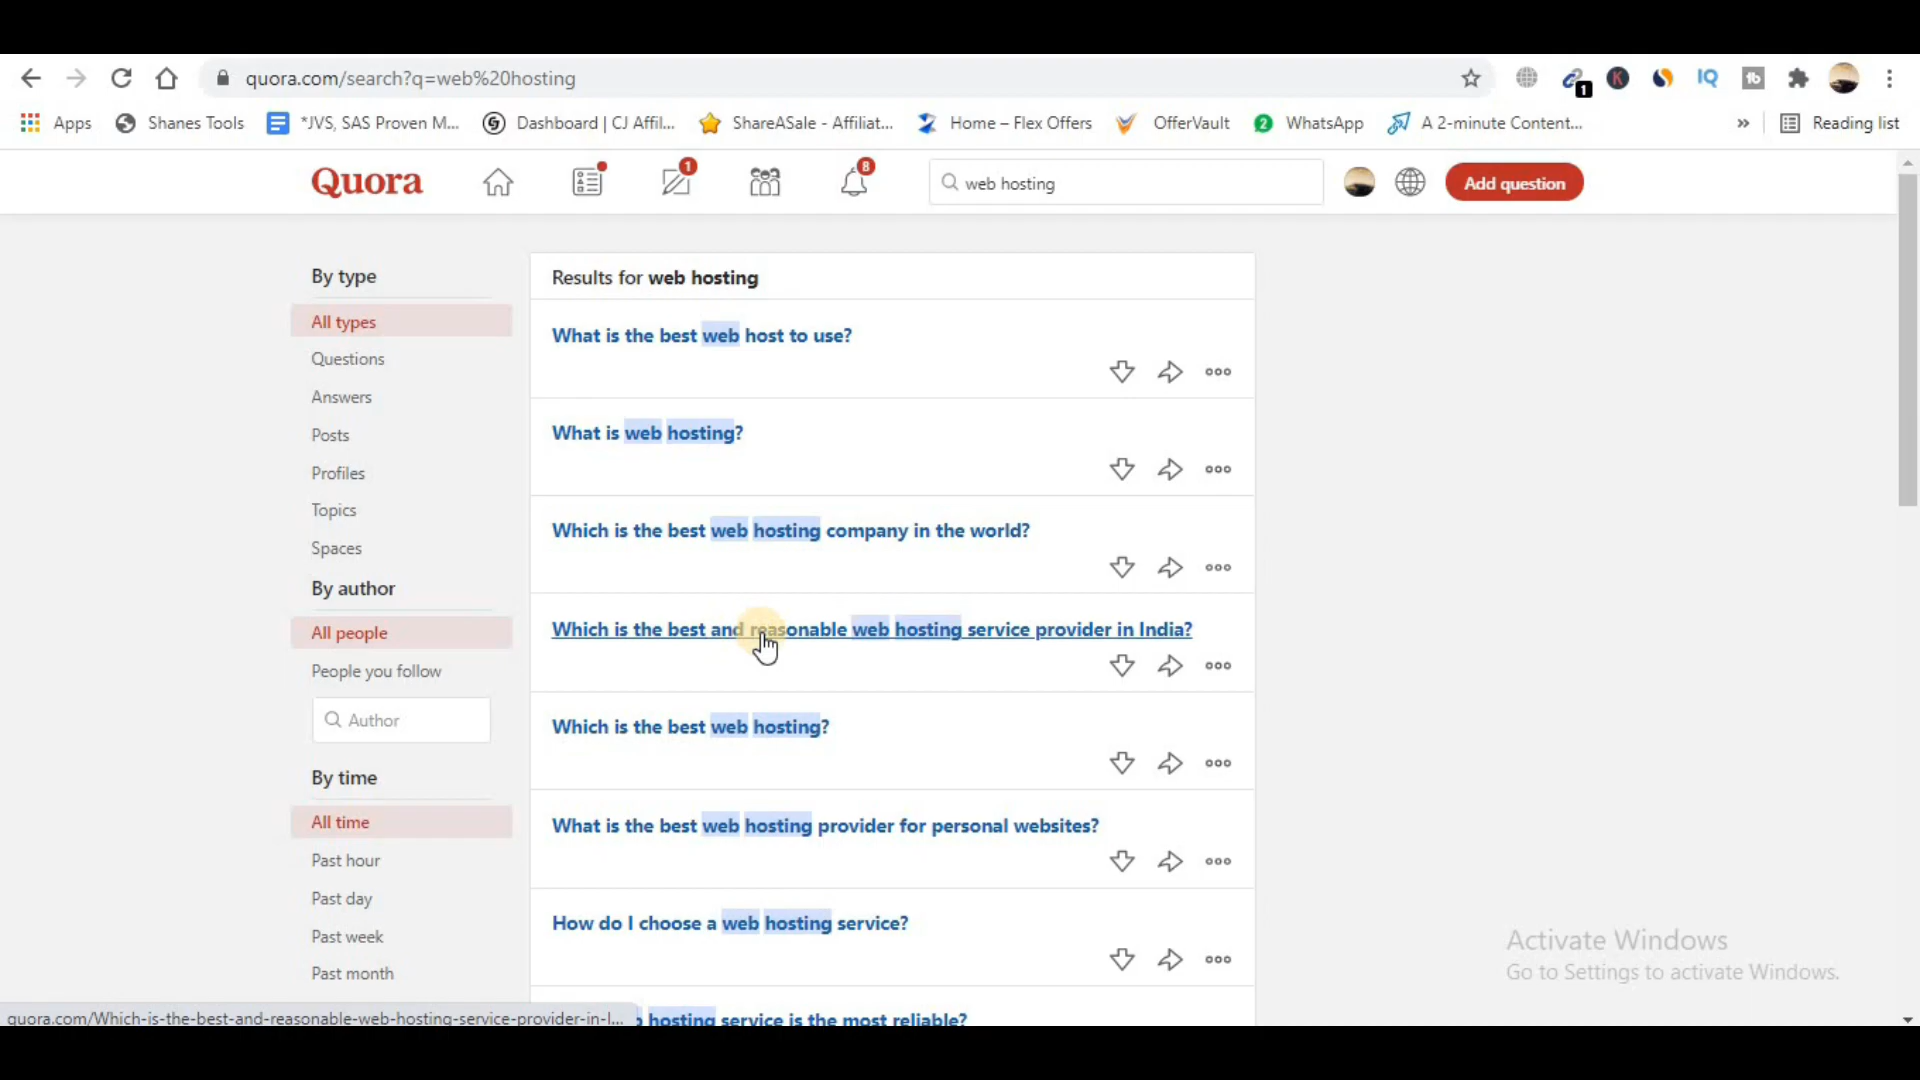 quora.com/search?q=web%20hosting
1
K
IQ
tb
Apps
Shanes Tools
*JVS, SAS Proven M...
Dashboard | CJ Affil...
ShareASale - Affiliat...
Home – Flex Offers
OfferVault
2
WhatsApp
A 2-minute Content...
»
Reading list
Quora
1
8
web hosting
Add question
By type
All types
Questions
Answers
Posts
Profiles
Topics
Spaces
By author
All people
People you follow
Author
By time
All time
Past hour
Past day
Past week
Past month
Results for web hosting
What is the best web host to use?
What is web hosting?
Which is the best web hosting company in the world?
Which is the best and reasonable web hosting service provider in India?
Which is the best web hosting?
What is the best web hosting provider for personal websites?
How do I choose a web hosting service?
hosting service is the most reliable?
Activate Windows
Go to Settings to activate Windows.
quora.com/Which-is-the-best-and-reasonable-web-hosting-service-provider-in-I...